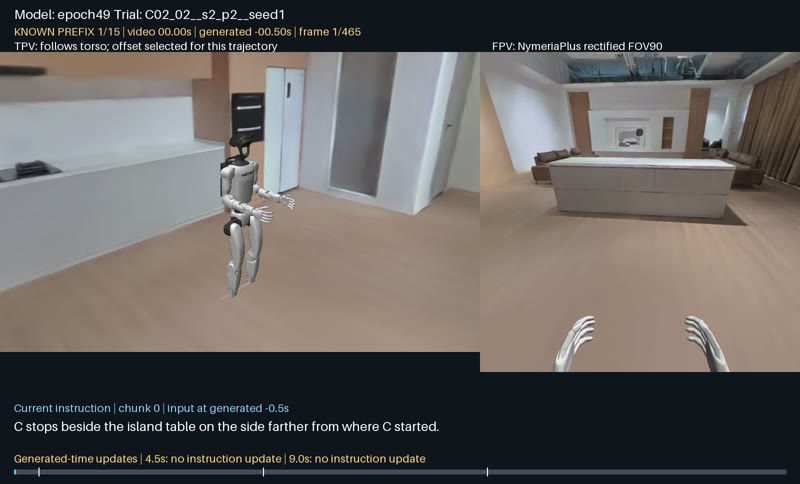 Model: epoch49 Trial: C02_02__s2_p2__seed1
KNOWN PREFIX 1/15 | video 00.00s | generated -00.50s | frame 1/465
TPV: follows torso; offset selected for this trajectory
FPV: NymeriaPlus rectified FOV90
Current instruction | chunk 0 | input at generated -0.5s
C stops beside the island table on the side farther from where C started.
Generated-time updates | 4.5s: no instruction update | 9.0s: no instruction update